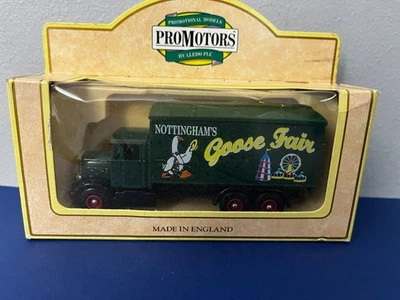 PROMOTIONAL MODELS
PROMOTORS
BY LLEDO PLC
NOTTINGHAM'S
Goose Fair
MADE IN ENGLAND